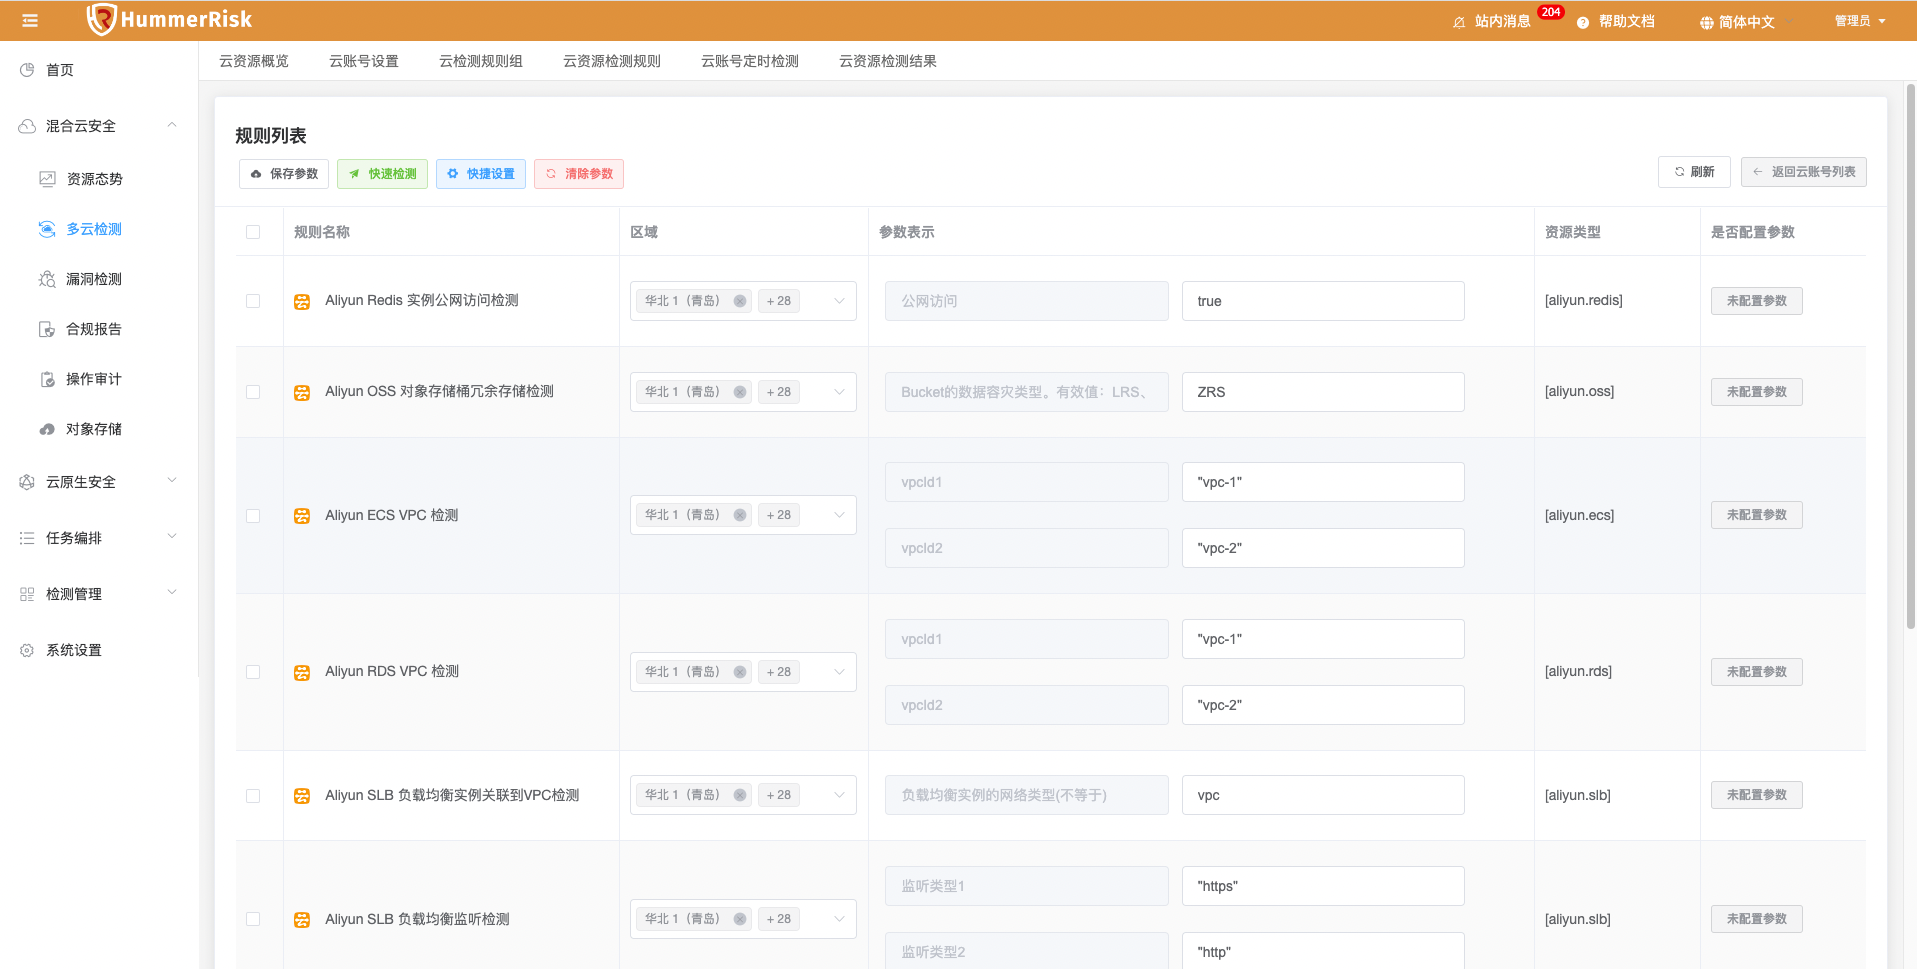 HummerRisk
站内消息 204 帮助文档 简体中文 管理员
首页
混合云安全
资源态势
多云检测
漏洞检测
合规报告
操作审计
对象存储
云原生安全
任务编排
检测管理
系统设置
云资源概览 云账号设置 云检测规则组 云资源检测规则 云账号定时检测 云资源检测结果
规则列表
保存参数 快速检测 快捷设置 清除参数 刷新 返回云账号列表
规则名称 区域 参数表示 资源类型 是否配置参数
Aliyun Redis 实例公网访问检测 华北 1（青岛） + 28 公网访问 true [aliyun.redis] 未配置参数
Aliyun OSS 对象存储桶冗余存储检测 华北 1（青岛） + 28 Bucket的数据容灾类型。有效值：LRS、 ZRS [aliyun.oss] 未配置参数
vpcId1 "vpc-1"
Aliyun ECS VPC 检测 华北 1（青岛） + 28 [aliyun.ecs] 未配置参数
vpcId2 "vpc-2"
vpcId1 "vpc-1"
Aliyun RDS VPC 检测 华北 1（青岛） + 28 [aliyun.rds] 未配置参数
vpcId2 "vpc-2"
Aliyun SLB 负载均衡实例关联到VPC检测 华北 1（青岛） + 28 负载均衡实例的网络类型(不等于) vpc [aliyun.slb] 未配置参数
监听类型1 "https"
Aliyun SLB 负载均衡监听检测 华北 1（青岛） + 28 [aliyun.slb] 未配置参数
监听类型2 "http"